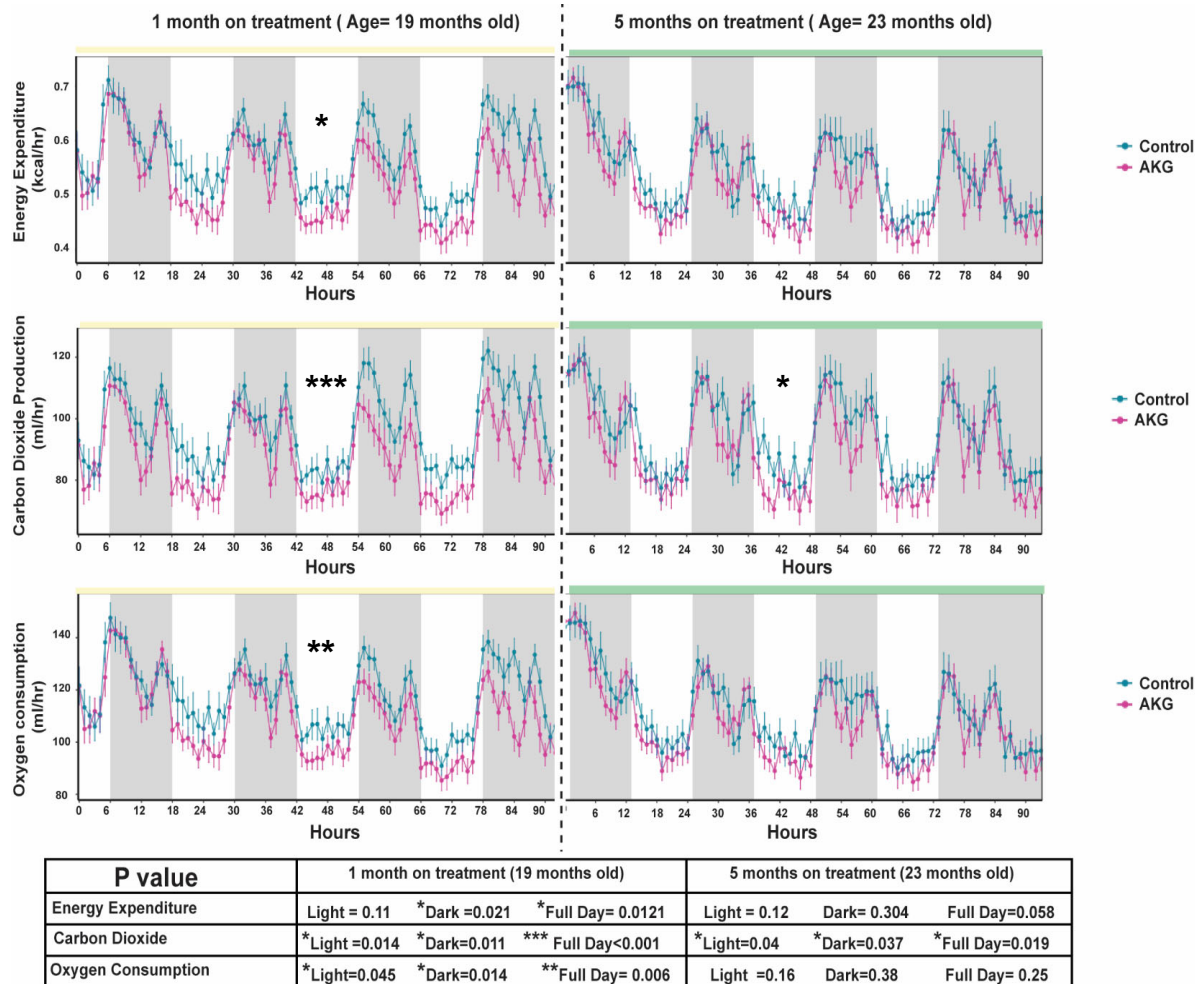 1 month on treatment ( Age= 19 months old)
5 months on treatment ( Age= 23 months old)
Energy Expenditure
(kcal/hr)
0.7
0.6
0.5
0.4
*
0 6 12 18 24 30 36 42 48 54 60 66 72 78 84 90
Hours
6 12 18 24 30 36 42 48 54 60 66 72 78 84 90
Hours
Control
AKG
Carbon Dioxide Production
(ml/hr)
120
100
80
***
*
0 6 12 18 24 30 36 42 48 54 60 66 72 78 84 90
Hours
6 12 18 24 30 36 42 48 54 60 66 72 78 84 90
Hours
Control
AKG
Oxygen consumption
(ml/hr)
140
120
100
80
**
0 6 12 18 24 30 36 42 48 54 60 66 72 78 84 90
Hours
6 12 18 24 30 36 42 48 54 60 66 72 78 84 90
Hours
Control
AKG
P value 1 month on treatment (19 months old) 5 months on treatment (23 months old)
Energy Expenditure Light = 0.11 *Dark =0.021 *Full Day= 0.0121 Light = 0.12 Dark= 0.304 Full Day=0.058
Carbon Dioxide *Light =0.014 *Dark=0.011 *** Full Day<0.001 *Light=0.04 *Dark=0.037 *Full Day=0.019
Oxygen Consumption *Light=0.045 *Dark=0.014 **Full Day= 0.006 Light =0.16 Dark=0.38 Full Day= 0.25